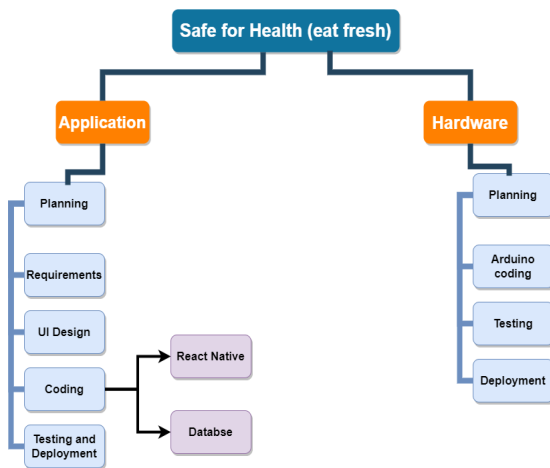 Safe for Health (eat fresh)
Application
Hardware
Planning
Requirements
UI Design
Coding
Testing and
Deployment
React Native
Databse
Planning
Arduino
coding
Testing
Deployment